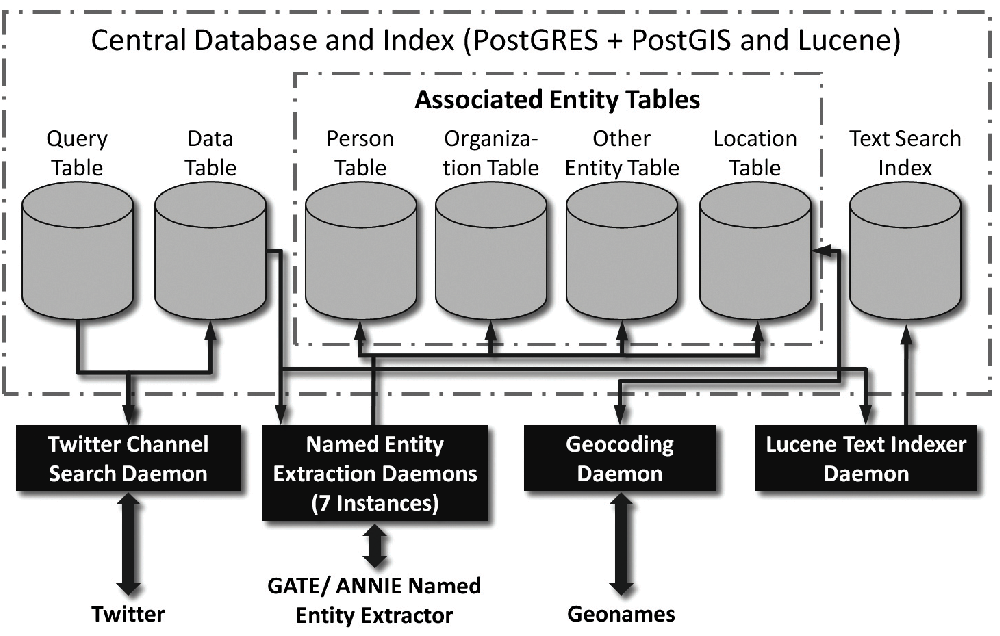 Central Database and Index (PostGRES + PostGIS and Lucene)
Associated Entity Tables
Query
Table
Data
Table
Person
Table
Organiza-
tion Table
Other
Entity Table
Location
Table
Text Search
Index
Twitter Channel
Search Daemon
Named Entity
Extraction Daemons
(7 Instances)
Geocoding
Daemon
Lucene Text Indexer
Daemon
Twitter
GATE/ ANNIE Named
Entity Extractor
Geonames